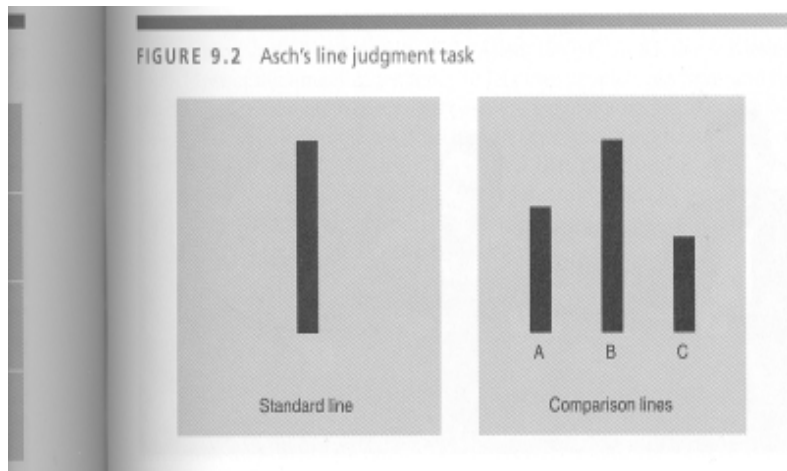 FIGURE 9.2 Asch's line judgment task
A B C
Standard line
Comparison lines